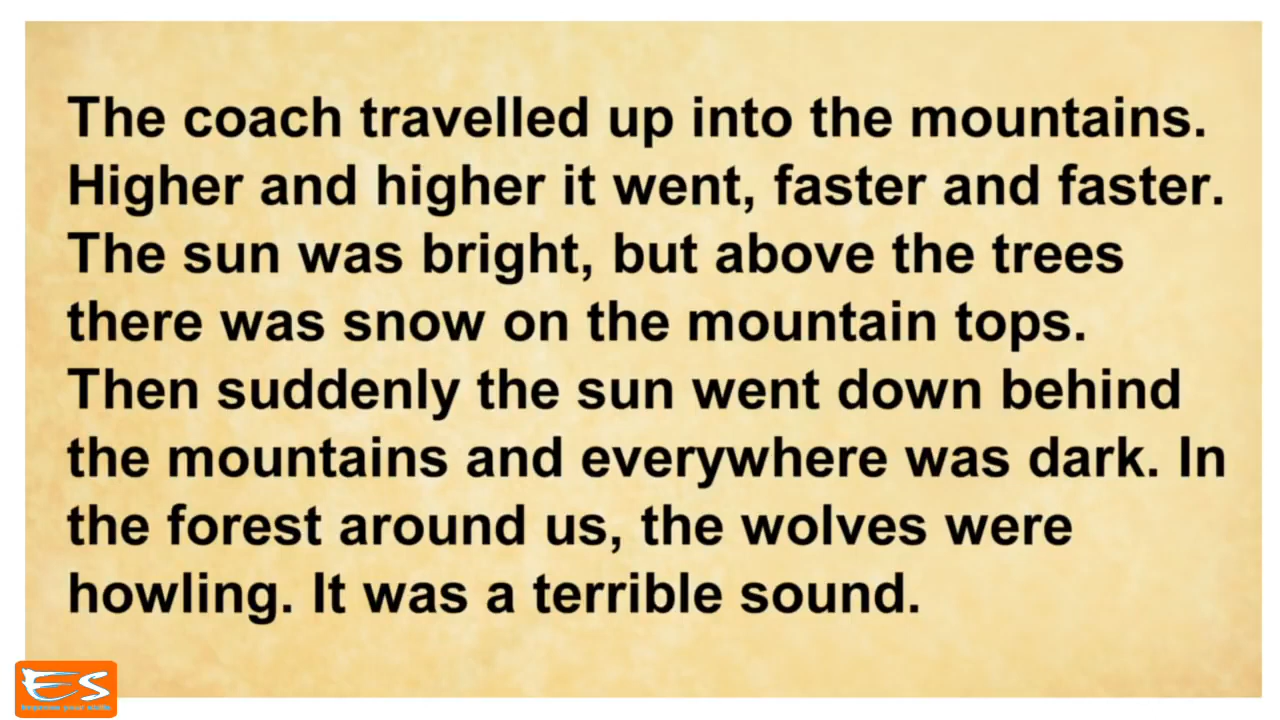 The coach travelled up into the mountains.
Higher and higher it went, faster and faster.
The sun was bright, but above the trees
there was snow on the mountain tops.
Then suddenly the sun went down behind
the mountains and everywhere was dark. In
the forest around us, the wolves were
howling. It was a terrible sound.
ES